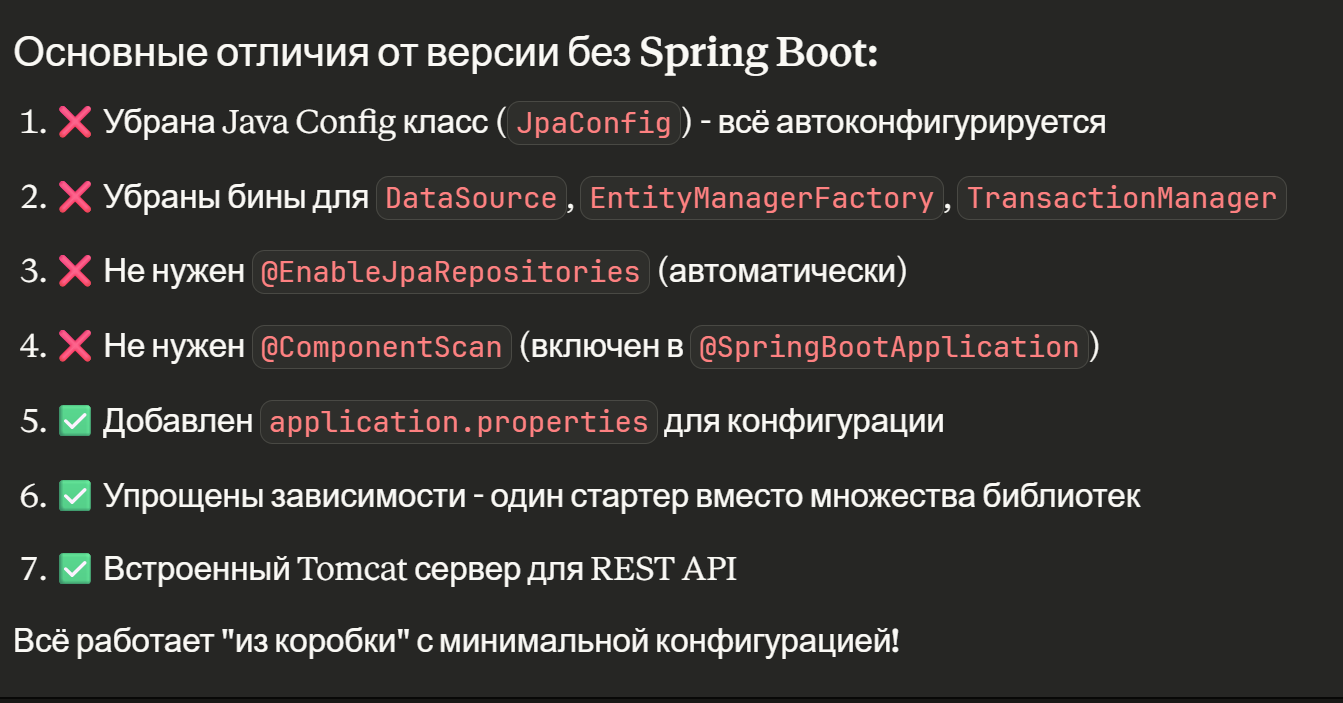 Основные отличия от версии без Spring Boot:
1. ❌ Убрана Java Config класс (JpaConfig) - всё автоконфигурируется
2. ❌ Убраны бины для DataSource, EntityManagerFactory, TransactionManager
3. ❌ Не нужен @EnableJpaRepositories (автоматически)
4. ❌ Не нужен @ComponentScan (включен в @SpringBootApplication)
5. ✅ Добавлен application.properties для конфигурации
6. ✅ Упрощены зависимости - один стартер вместо множества библиотек
7. ✅ Встроенный Tomcat сервер для REST API
Всё работает "из коробки" с минимальной конфигурацией!